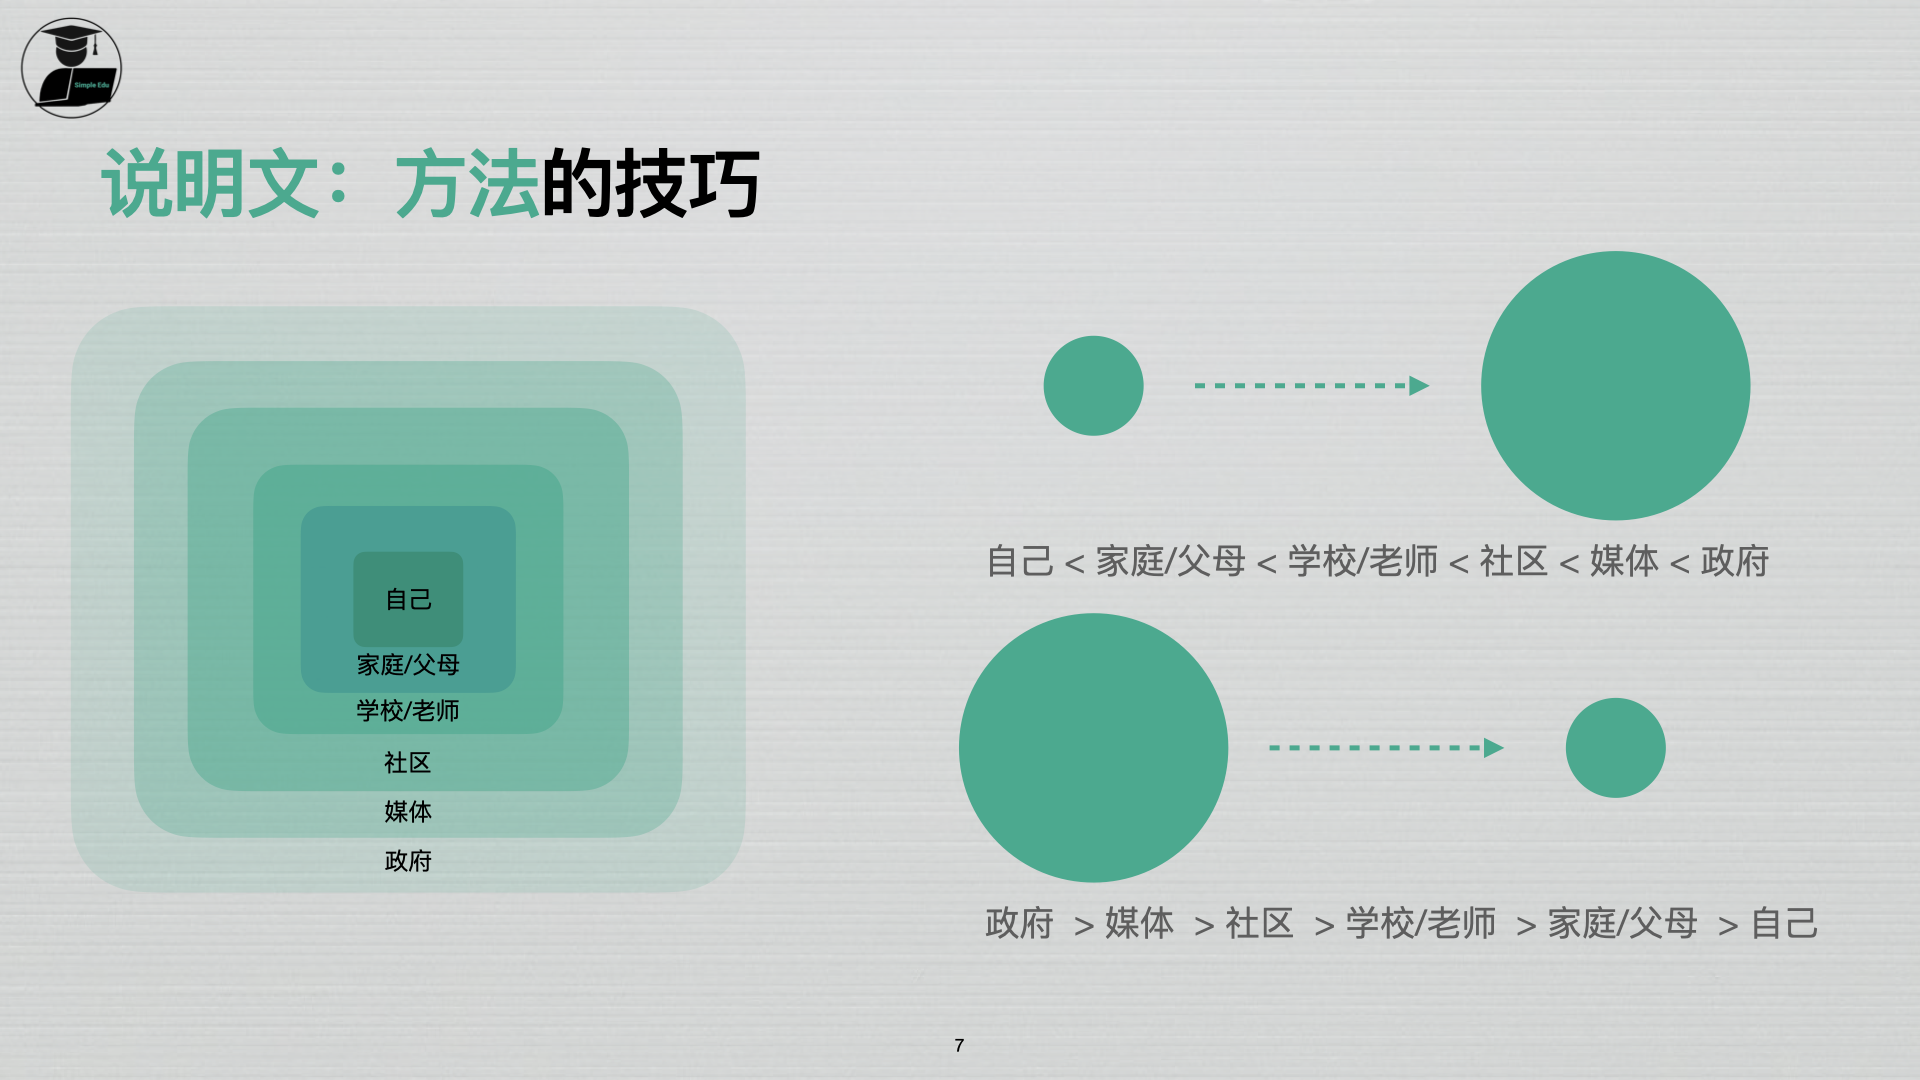 Simple Edu
说明文：方法的技巧
自己
家庭/父母
学校/老师
社区
媒体
政府
自己 < 家庭/父母 < 学校/老师 < 社区 < 媒体 < 政府
政府 > 媒体 > 社区 > 学校/老师 > 家庭/父母 > 自己
7